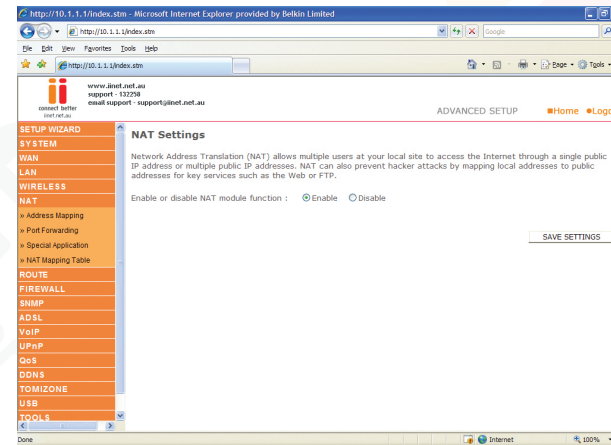 http://10.1.1.1/index.stm - Microsoft Internet Explorer provided by Belkin Limited
http://10.1.1.1/index.stm
Google
File Edit View Favorites Tools Help
http://10.1.1.1/index.stm
Page Tools
connect better
iinet.net.au
www.iinet.net.au
support - 132258
email support - support@iinet.net.au
ADVANCED SETUP
Home
Logo
SETUP WIZARD
SYSTEM
WAN
LAN
WIRELESS
NAT
» Address Mapping
» Port Forwarding
» Special Application
» NAT Mapping Table
ROUTE
FIREWALL
SNMP
ADSL
VoIP
UPnP
QoS
DDNS
TOMIZONE
USB
TOOLS
NAT Settings
Network Address Translation (NAT) allows multiple users at your local site to access the Internet through a single public
IP address or multiple public IP addresses. NAT can also prevent hacker attacks by mapping local addresses to public
addresses for key services such as the Web or FTP.
Enable or disable NAT module function : Enable Disable
SAVE SETTINGS
Done
Internet
100%